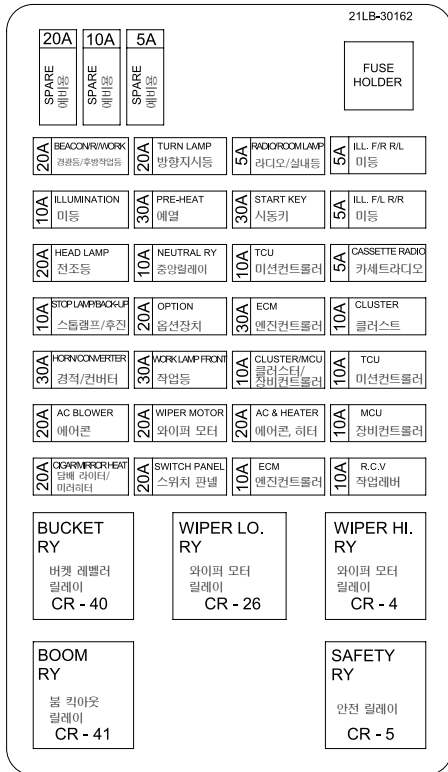 21LB-30162
20A 10A 5A
SPARE 예비용 SPARE 예비용 SPARE 예비용
FUSE
HOLDER
20A BEACON/R//WORK 20A TURN LAMP 5A RADIO/ROOM LAMP 5A ILL. F/R R/L
경광등/후방작업등 방향지시등 라디오/실내등 미등
10A ILLUMINATION 30A PRE-HEAT 30A START KEY 5A ILL. F/L R/R
미등 예열 시동키 미등
20A HEAD LAMP 10A NEUTRAL RY 10A TCU 5A CASSETTE RADIO
전조등 중앙릴레이 미션컨트롤러 카세트라디오
10A STOP LAMP/BACK-UP 20A OPTION 30A ECM 10A CLUSTER
스톱램프/후진 옵션장치 엔진컨트롤러 클러스트
30A HORN/CONVERTER 30A WORK LAMP FRONT 10A CLUSTER/MCU 10A TCU
경적/컨버터 작업등 클러스터/
장비컨트롤러 미션컨트롤러
20A AC BLOWER 20A WIPER MOTOR 20A AC & HEATER 10A MCU
에어콘 와이퍼 모터 에어콘, 히터 장비컨트롤러
20A CIGAR/MIRROR HEAT 20A SWITCH PANEL 10A ECM 10A R.C.V
담배 라이터/
미러히터 스위치 판넬 엔진컨트롤러 작업레버
BUCKET
RY
버켓 레벨러
릴레이
CR - 40
WIPER LO.
RY
와이퍼 모터
릴레이
CR - 26
WIPER HI.
RY
와이퍼 모터
릴레이
CR - 4
BOOM
RY
붐 킥아웃
릴레이
CR - 41
SAFETY
RY
안전 릴레이
CR - 5